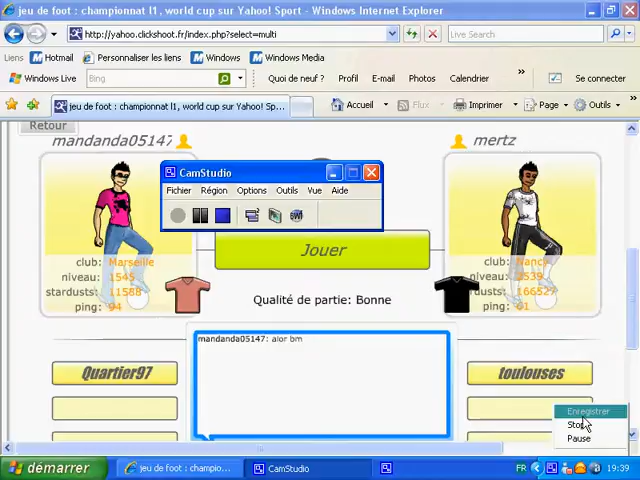 jeu de foot : championnat l1, world cup sur Yahoo! Sport - Windows Internet Explorer
http://yahoo.clickshoot.fr/index.php?select=multi
Live Search
Liens Hotmail Personnaliser les liens Windows Windows Media
Windows Live Bing Quoi de neuf ? Profil E-mail Photos Calendrier Se connecter
jeu de foot : championnat l1, world cup sur Yahoo! Sp...
Accueil Flux Imprimer Page Outils
Retour
mandanda05147
mertz
CamStudio
Fichier Région Options Outils Vue Aide
Jouer
club: Marseille
niveau: 1545
stardusts: 11588
ping: 94
club: Nancy
niveau: 8539
stardusts: 166527
ping: 61
Qualité de partie: Bonne
mandanda05147: alor bm
Quartier97
toulouses
Enregistrer
Stop
Pause
démarrer
jeu de foot : champio...
CamStudio
FR
19:39